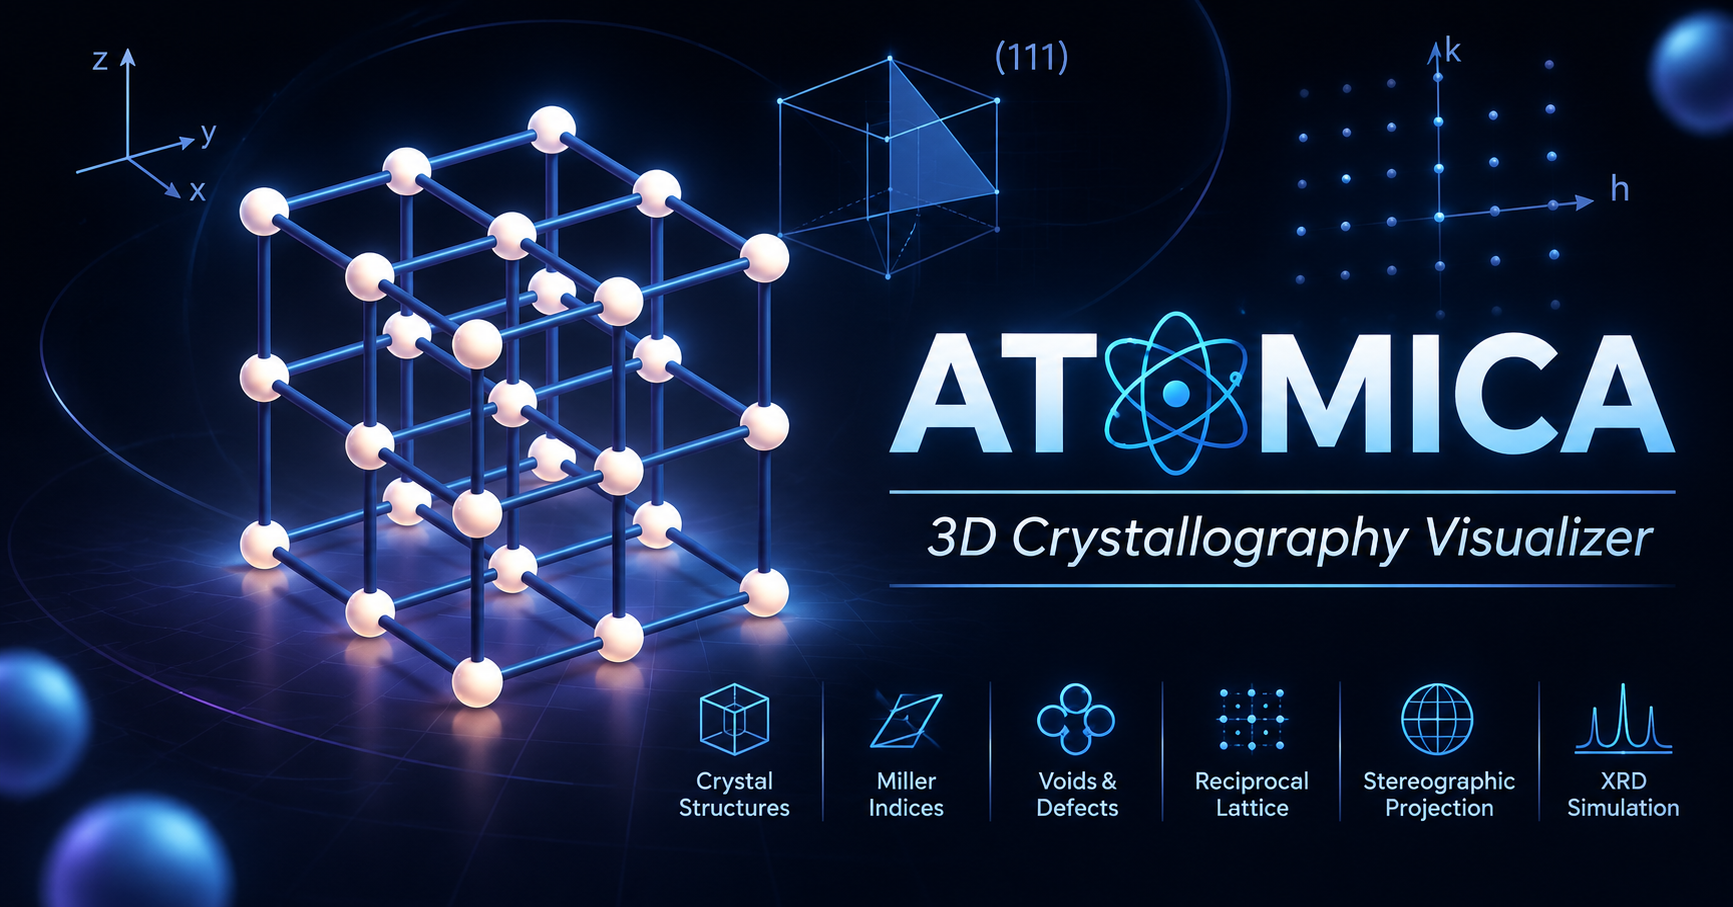 z
y
x
(111)
k
h
ATOMICA
3D Crystallography Visualizer
Crystal
Structures
Miller
Indices
Voids &
Defects
Reciprocal
Lattice
Stereographic
Projection
XRD
Simulation